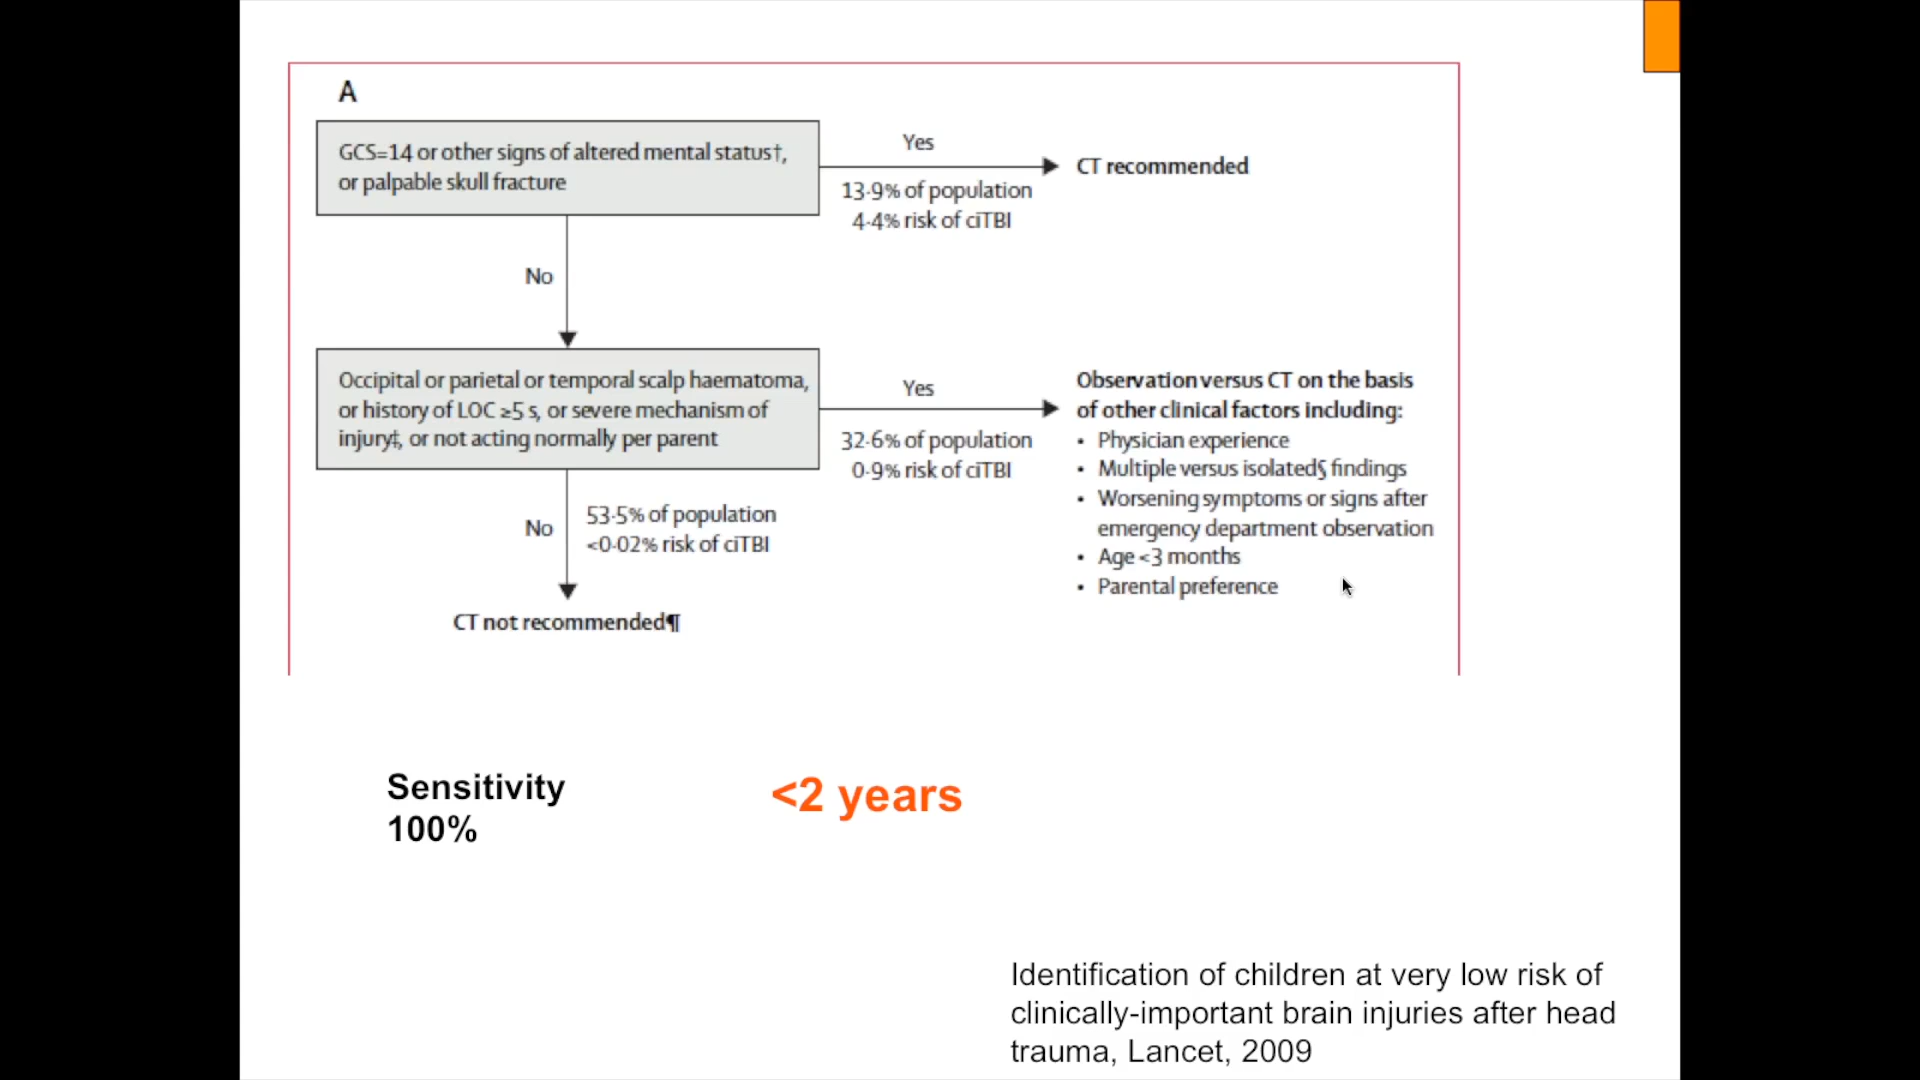 A
GCS=14 or other signs of altered mental status†,
or palpable skull fracture
Yes
13·9% of population
4·4% risk of ciTBI
CT recommended
No
Occipital or parietal or temporal scalp haematoma,
or history of LOC ≥5 s, or severe mechanism of
injury‡, or not acting normally per parent
Yes
32·6% of population
0·9% risk of ciTBI
Observation versus CT on the basis
of other clinical factors including:
• Physician experience
• Multiple versus isolated§ findings
• Worsening symptoms or signs after
emergency department observation
• Age <3 months
• Parental preference
No
53·5% of population
<0·02% risk of ciTBI
CT not recommended¶
Sensitivity
100%
<2 years
Identification of children at very low risk of
clinically-important brain injuries after head
trauma, Lancet, 2009